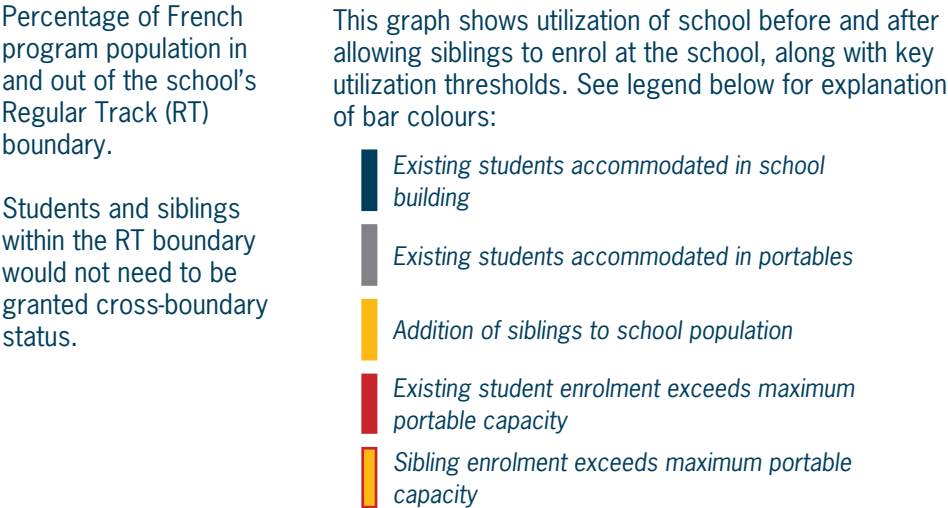 Percentage of French
program population in
and out of the school's
Regular Track (RT)
boundary.
Students and siblings
within the RT boundary
would not need to be
granted cross-boundary
status.
This graph shows utilization of school before and after
allowing siblings to enrol at the school, along with key
utilization thresholds. See legend below for explanation
of bar colours:
Existing students accommodated in school
building
Existing students accommodated in portables
Addition of siblings to school population
Existing student enrolment exceeds maximum
portable capacity
Sibling enrolment exceeds maximum portable
capacity